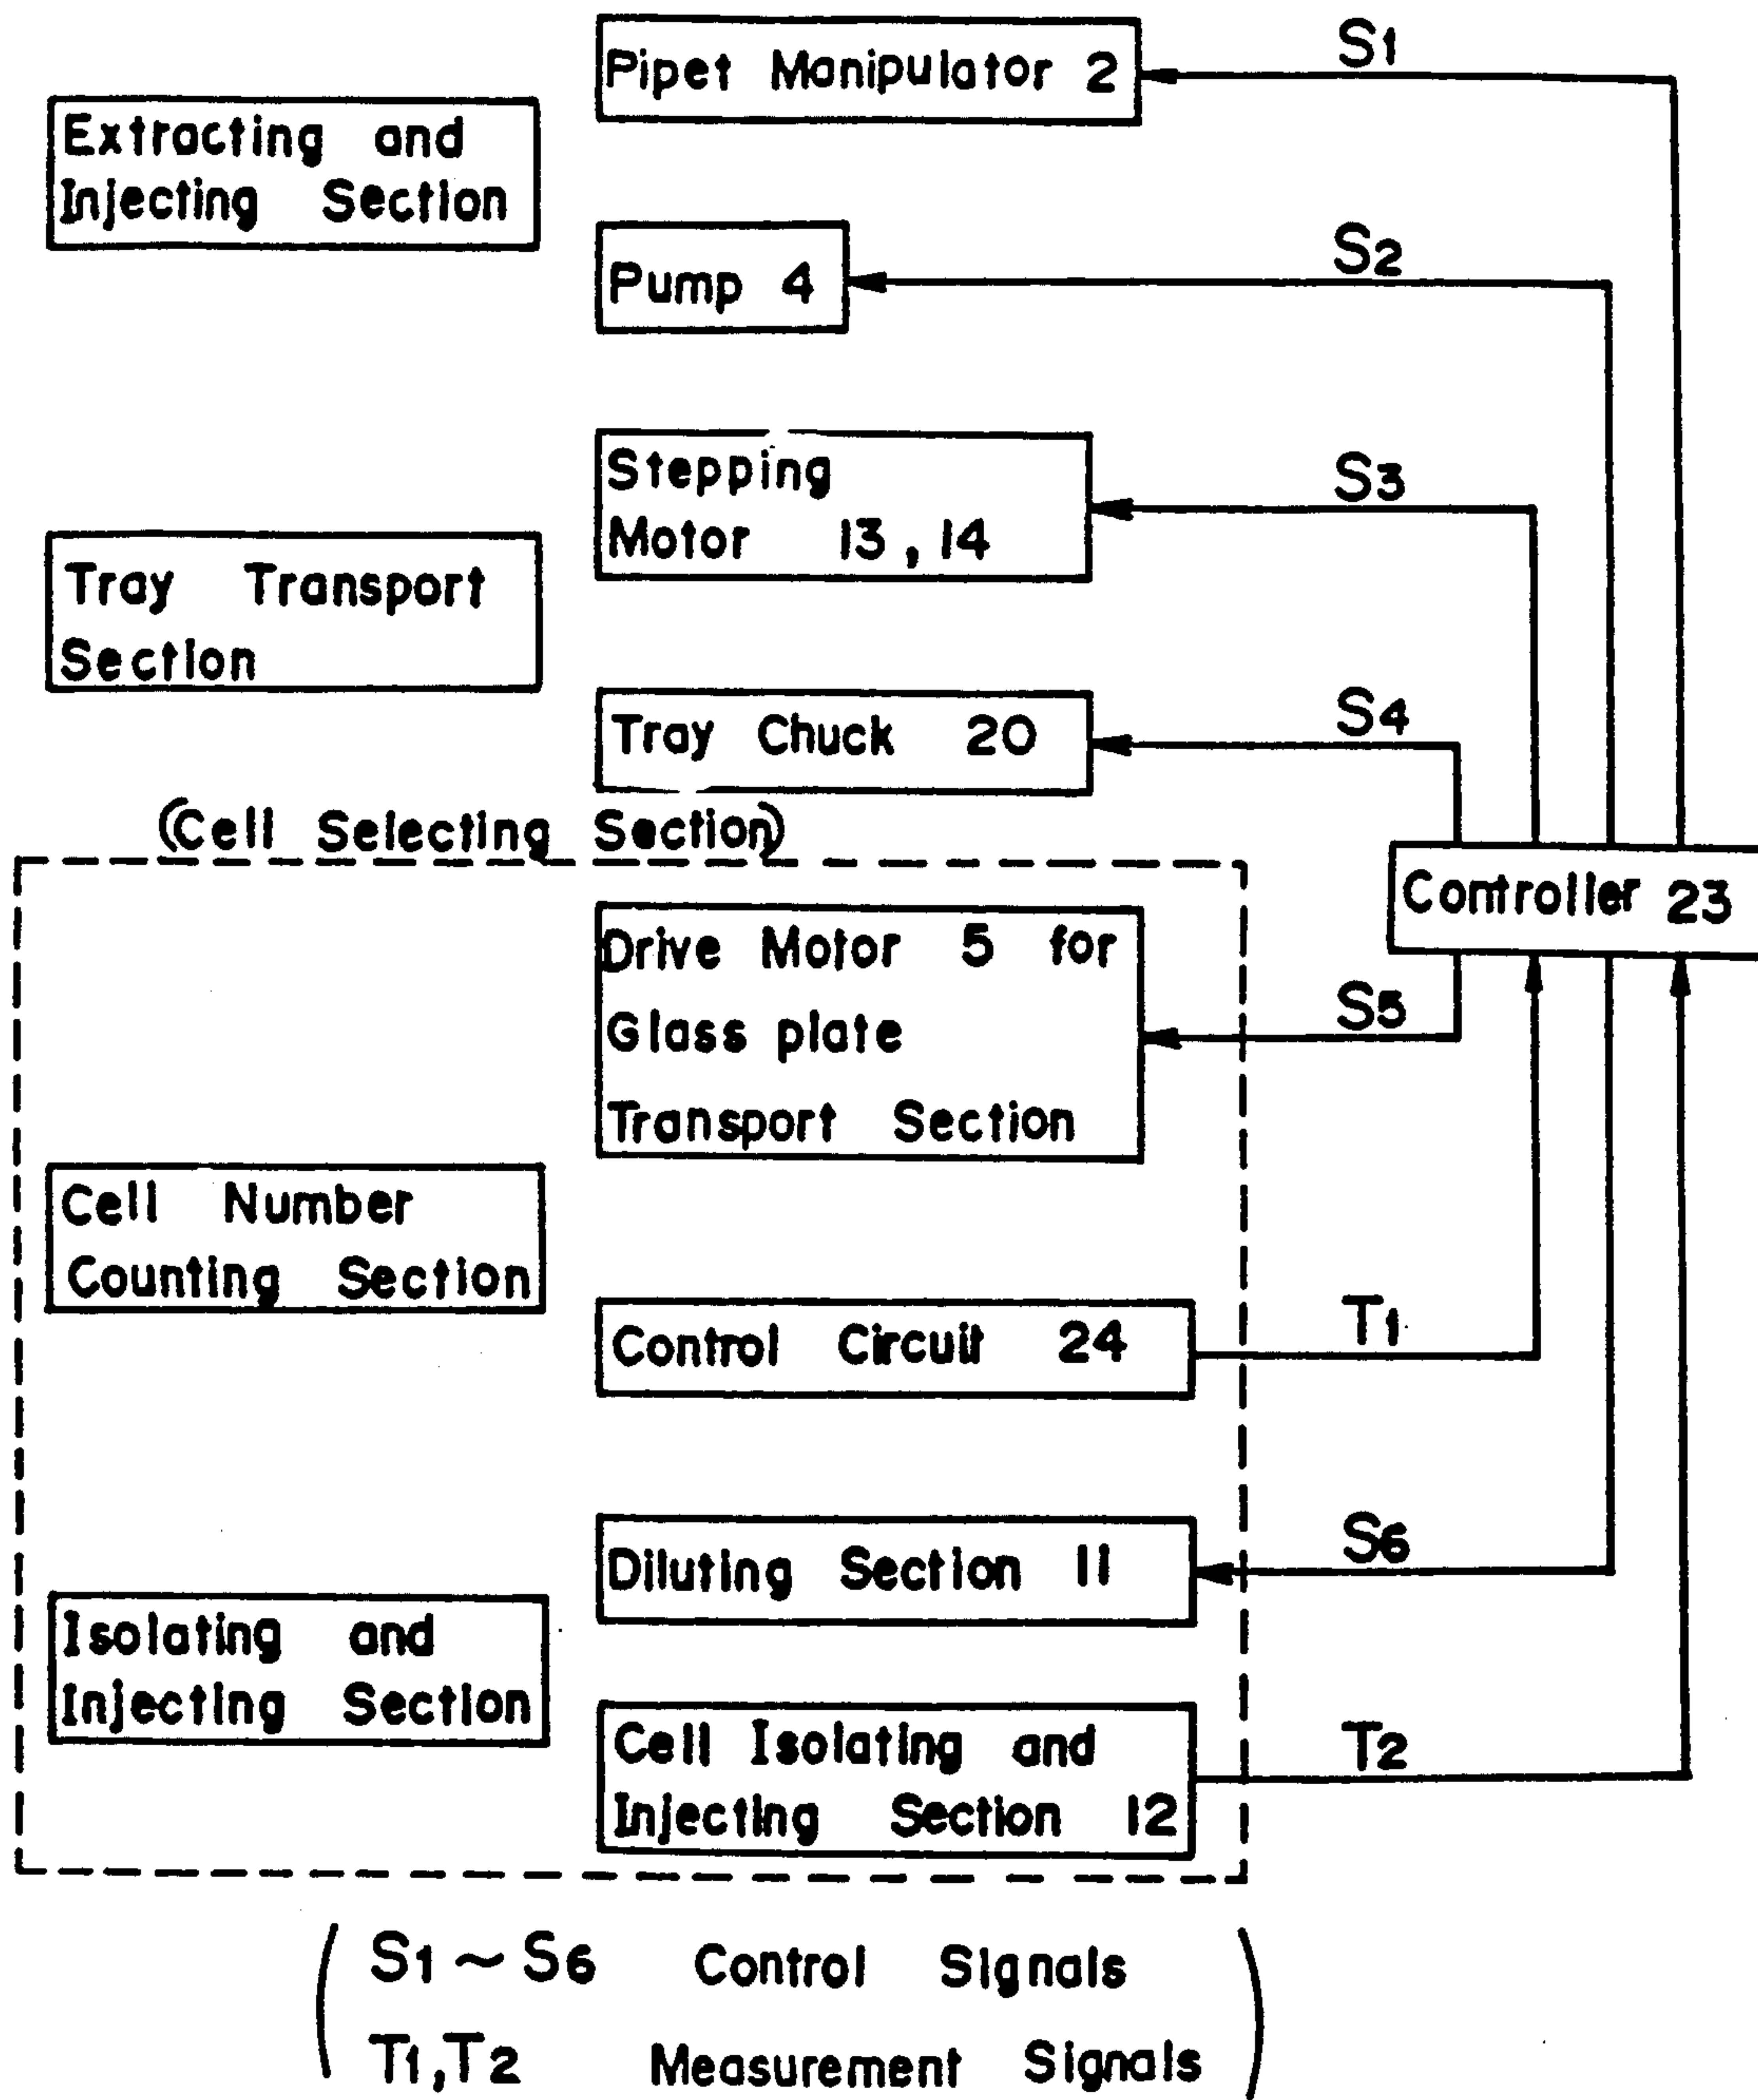 Pipet Manipulator 2
S1
Extracting and
Injecting Section
Pump 4
S2
Stepping
Motor 13, 14
S3
Tray Transport
Section
Tray Chuck 20
S4
(Cell Selecting Section)
Controller 23
Drive Motor 5 for
Glass plate
Transport Section
S5
Cell Number
Counting Section
Control Circuit 24
T1
Diluting Section 11
S6
Isolating and
Injecting Section
Cell Isolating and
Injecting Section 12
T2
S1 ~ S6 Control Signals
T1, T2 Measurement Signals